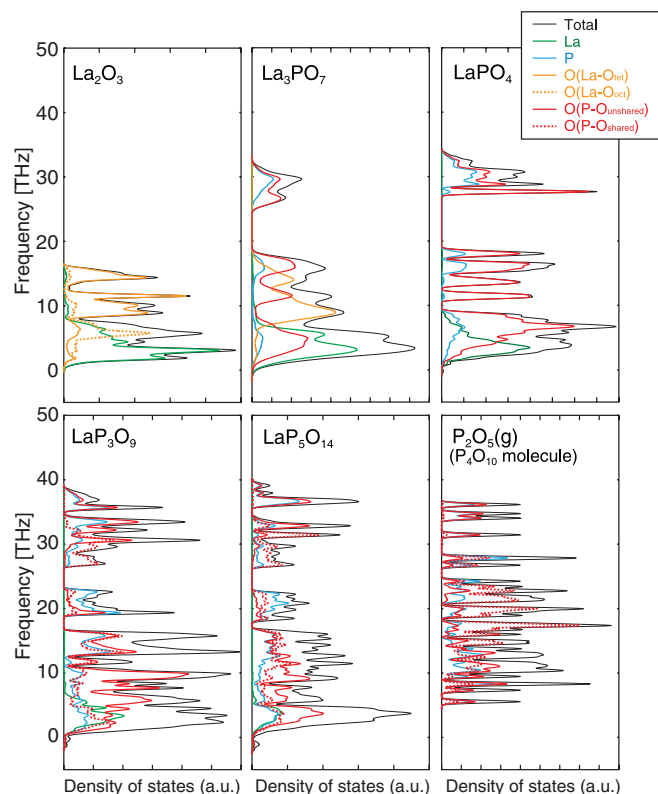 Total
La
P
O(La-Otet)
O(La-Ooct)
O(P-Ounshared)
O(P-Oshared)
La₂O₃
La₃PO₇
LaPO₄
50
40
30
20
10
0
Frequency [THz]
LaP₃O₉
LaP₅O₁₄
P₂O₅(g)
(P₄O₁₀ molecule)
50
40
30
20
10
0
Frequency [THz]
Density of states (a.u.)
Density of states (a.u.)
Density of states (a.u.)